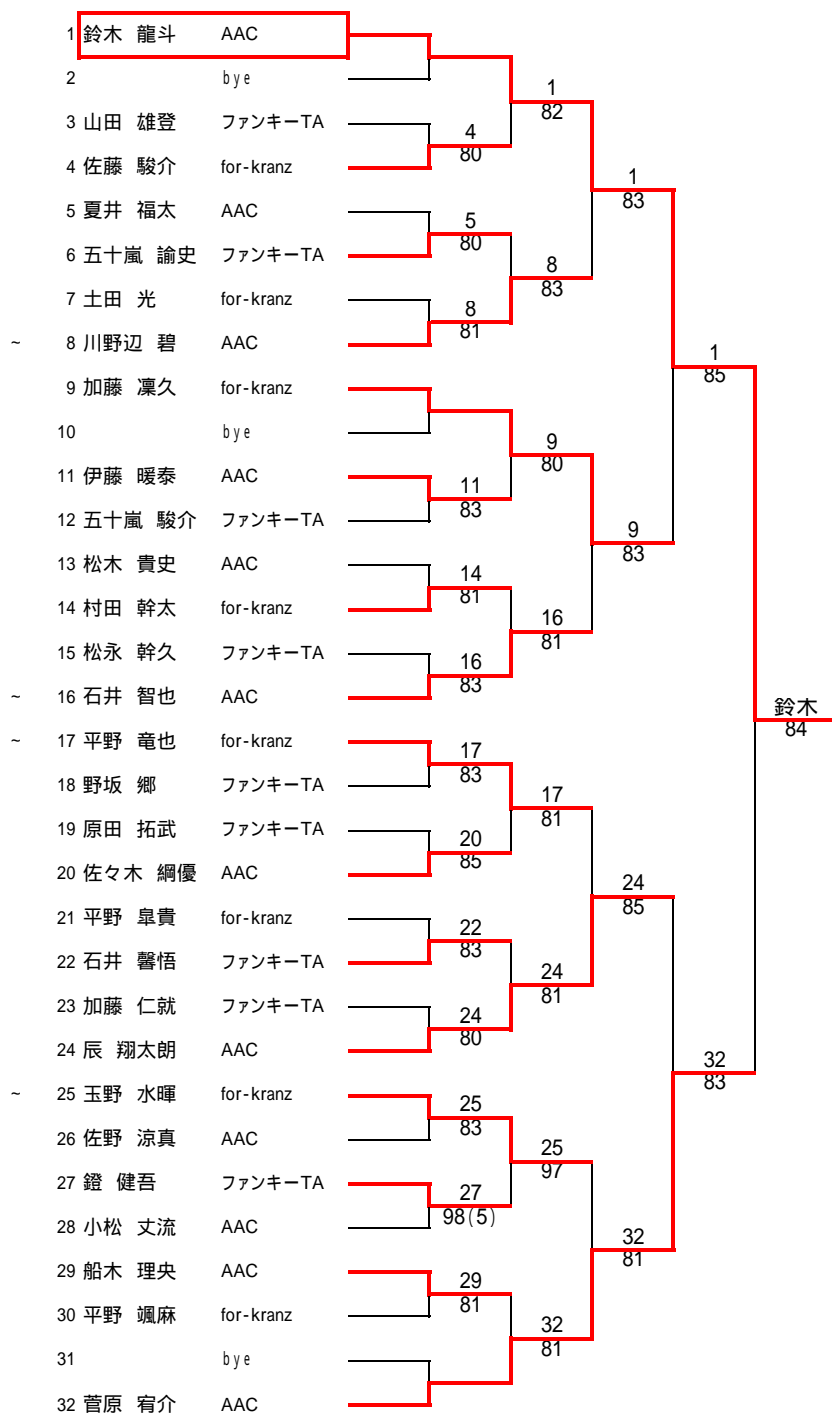 1 鈴木 龍斗 AAC
2 bye
1
82
3 山田 雄登 ファンキーTA
4
80
4 佐藤 駿介 for-kranz
1
83
5 夏井 福太 AAC
5
80
6 五十嵐 諭史 ファンキーTA
8
83
7 土田 光 for-kranz
8
81
~ 8 川野辺 碧 AAC
1
85
9 加藤 凜久 for-kranz
10 bye
9
80
11 伊藤 暖泰 AAC
11
83
12 五十嵐 駿介 ファンキーTA
9
83
13 松木 貴史 AAC
14
81
14 村田 幹太 for-kranz
16
81
15 松永 幹久 ファンキーTA
16
83
~ 16 石井 智也 AAC
鈴木
84
~ 17 平野 竜也 for-kranz
17
83
18 野坂 郷 ファンキーTA
17
81
19 原田 拓武 ファンキーTA
20
85
20 佐々木 綱優 AAC
24
85
21 平野 皐貴 for-kranz
22
83
22 石井 馨悟 ファンキーTA
24
81
23 加藤 仁就 ファンキーTA
24
80
24 辰 翔太朗 AAC
32
83
~ 25 玉野 水暉 for-kranz
25
83
26 佐野 涼真 AAC
25
97
27 鐙 健吾 ファンキーTA
27
98(5)
28 小松 丈流 AAC
32
81
29 船木 理央 AAC
29
81
30 平野 颯麻 for-kranz
32
81
31 bye
32 菅原 宥介 AAC